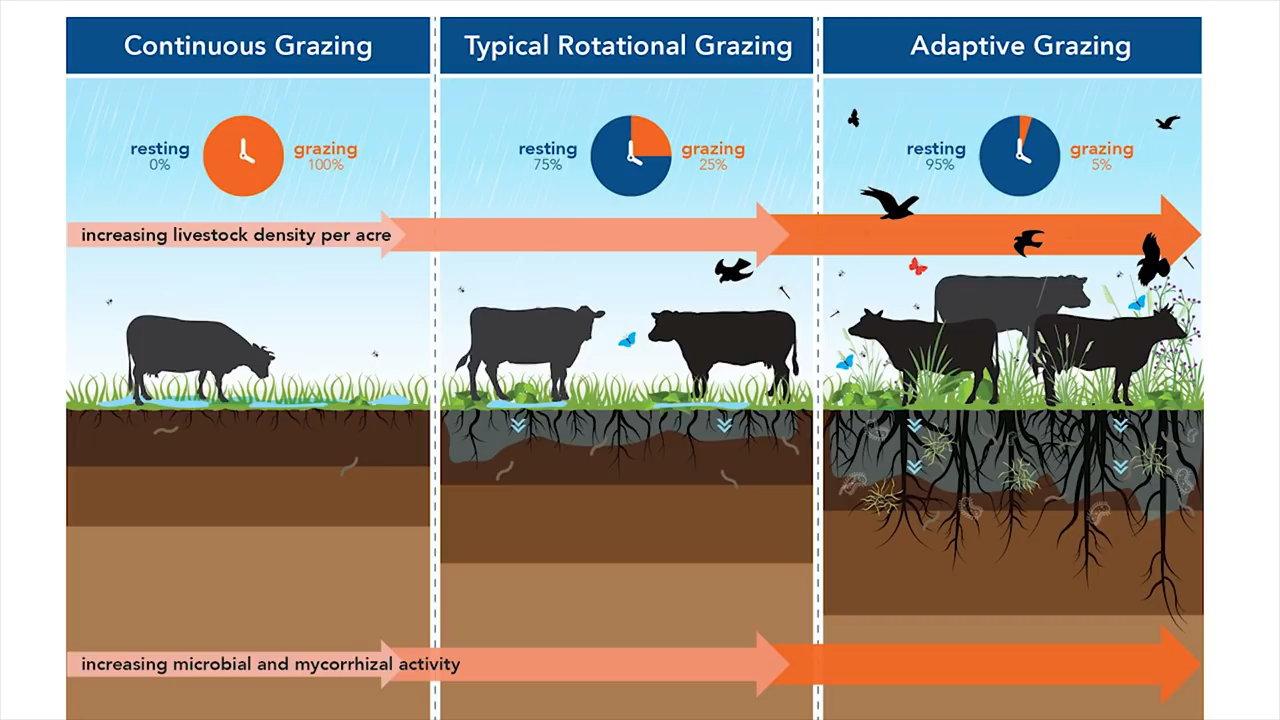 Continuous Grazing
Typical Rotational Grazing
Adaptive Grazing
resting
0%
grazing
100%
resting
75%
grazing
25%
resting
95%
grazing
5%
increasing livestock density per acre
increasing microbial and mycorrhizal activity